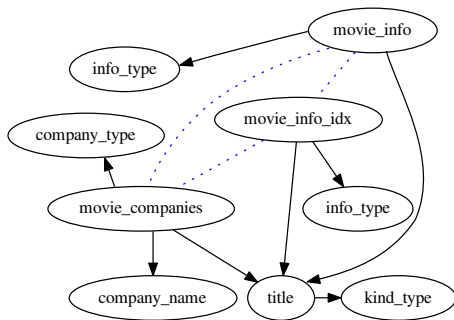 movie_info
info_type
movie_info_idx
company_type
movie_companies
info_type
company_name
title
kind_type